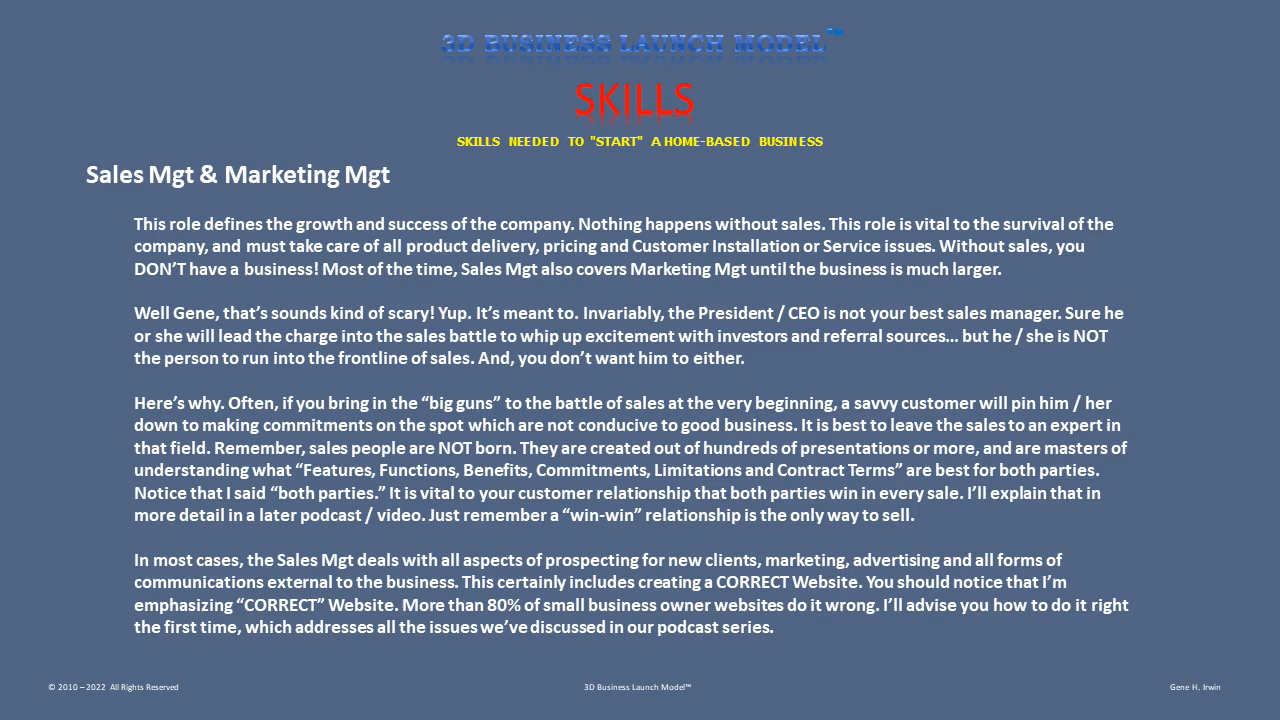 3D BUSINESS LAUNCH MODEL™
SKILLS
SKILLS NEEDED TO "START" A HOME-BASED BUSINESS
Sales Mgt & Marketing Mgt
This role defines the growth and success of the company. Nothing happens without sales. This role is vital to the survival of the
company, and must take care of all product delivery, pricing and Customer Installation or Service issues. Without sales, you
DON'T have a business! Most of the time, Sales Mgt also covers Marketing Mgt until the business is much larger.
Well Gene, that's sounds kind of scary! Yup. It's meant to. Invariably, the President / CEO is not your best sales manager. Sure he
or she will lead the charge into the sales battle to whip up excitement with investors and referral sources... but he / she is NOT
the person to run into the frontline of sales. And, you don't want him to either.
Here's why. Often, if you bring in the “big guns” to the battle of sales at the very beginning, a savvy customer will pin him / her
down to making commitments on the spot which are not conducive to good business. It is best to leave the sales to an expert in
that field. Remember, sales people are NOT born. They are created out of hundreds of presentations or more, and are masters of
understanding what “Features, Functions, Benefits, Commitments, Limitations and Contract Terms” are best for both parties.
Notice that I said “both parties.” It is vital to your customer relationship that both parties win in every sale. I'll explain that in
more detail in a later podcast / video. Just remember a “win-win” relationship is the only way to sell.
In most cases, the Sales Mgt deals with all aspects of prospecting for new clients, marketing, advertising and all forms of
communications external to the business. This certainly includes creating a CORRECT Website. You should notice that I'm
emphasizing “CORRECT” Website. More than 80% of small business owner websites do it wrong. I'll advise you how to do it right
the first time, which addresses all the issues we've discussed in our podcast series.
© 2010 – 2022 All Rights Reserved
3D Business Launch Model™
Gene H. Irwin